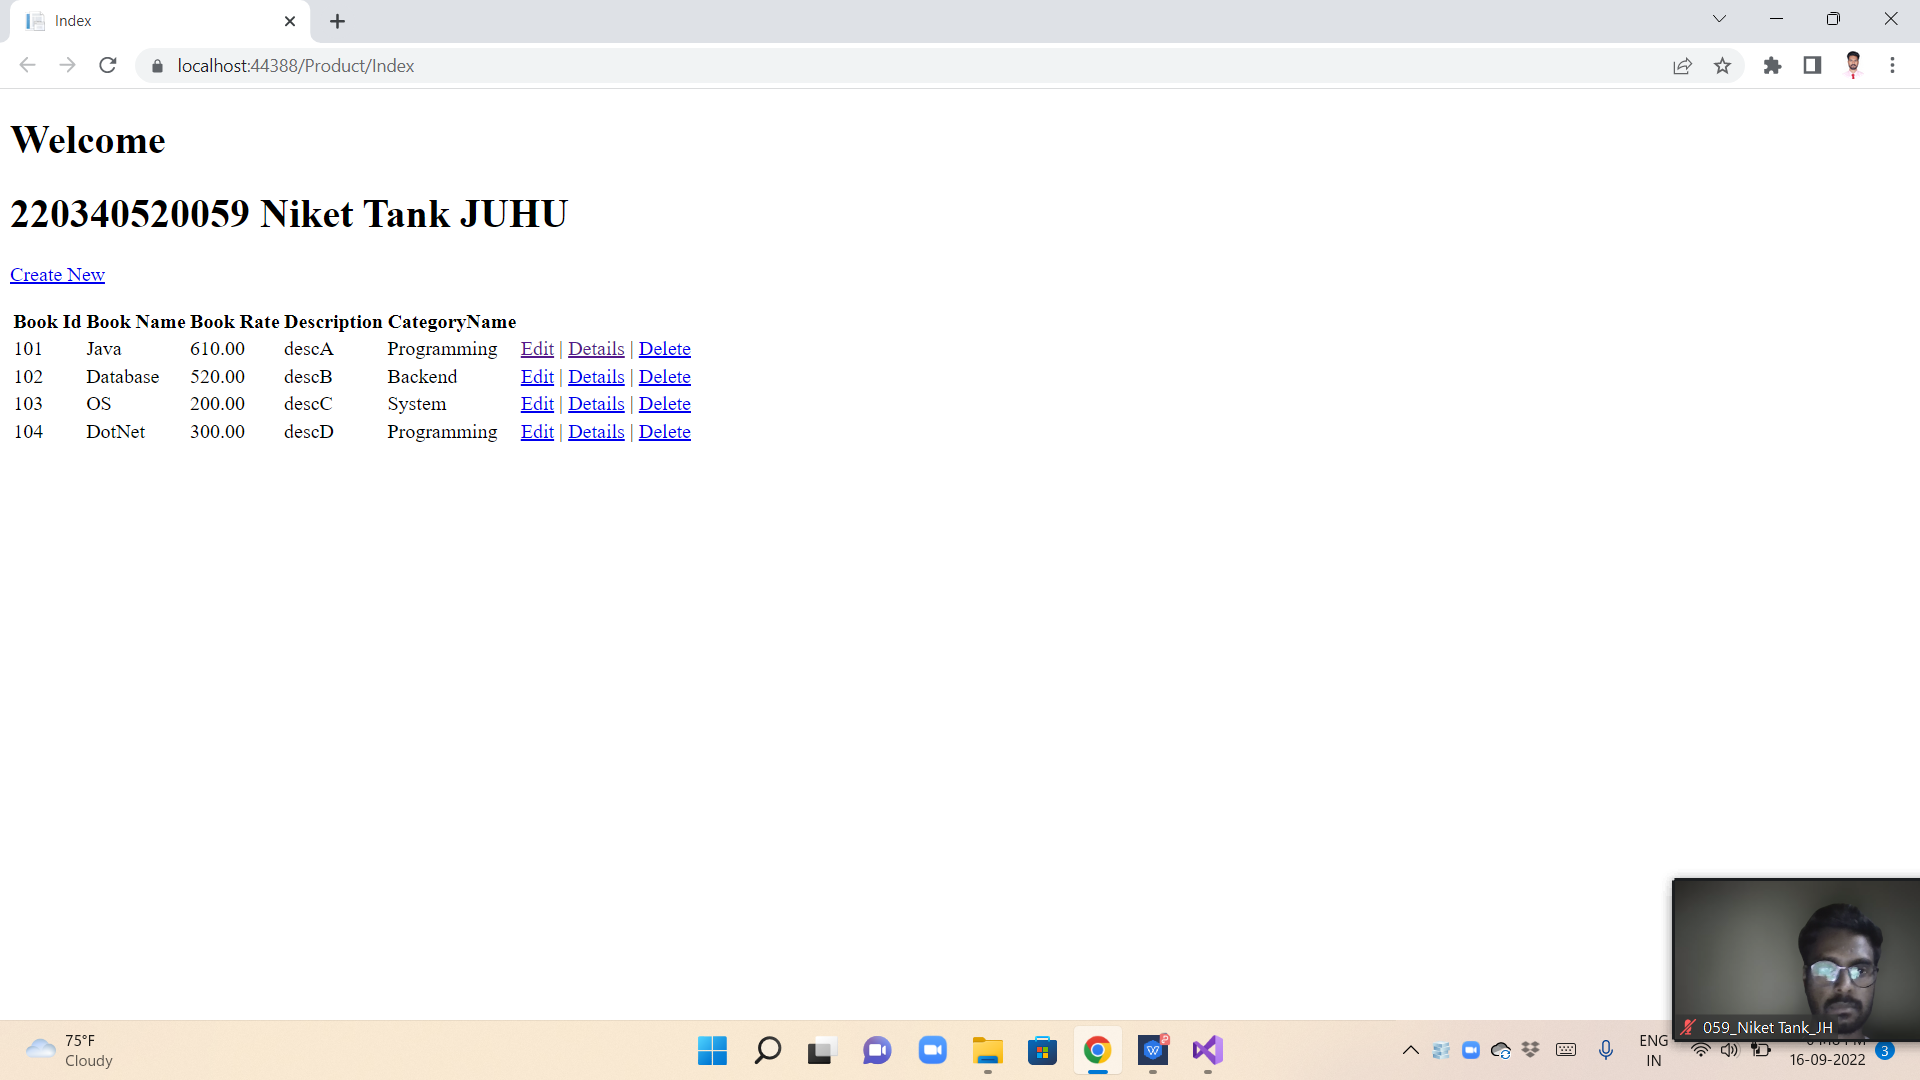 Index
localhost:44388/Product/Index
Welcome
220340520059 Niket Tank JUHU
Create New
Book Id Book Name Book Rate Description CategoryName
101 Java 610.00 descA Programming Edit | Details | Delete
102 Database 520.00 descB Backend Edit | Details | Delete
103 OS 200.00 descC System Edit | Details | Delete
104 DotNet 300.00 descD Programming Edit | Details | Delete
059_Niket Tank_JH
75°F
Cloudy
ENG
IN
16-09-2022
3